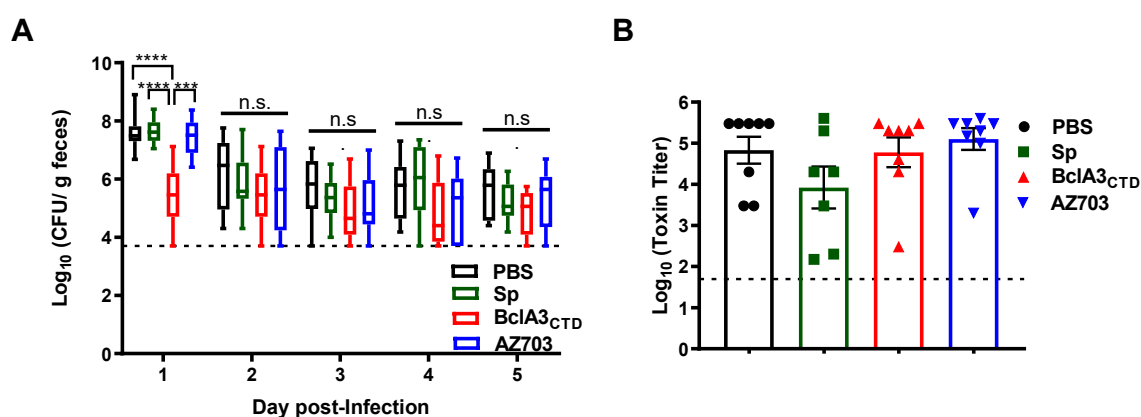 A
Log10 (CFU/ g feces)
10
8
6
4
2
0
****
**** ***
n.s.
n.s
n.s
n.s
PBS
Sp
BclA3CTD
AZ703
1 2 3 4 5
Day post-Infection
B
Log10 (Toxin Titer)
6
5
4
3
2
1
0
PBS
Sp
BclA3CTD
AZ703